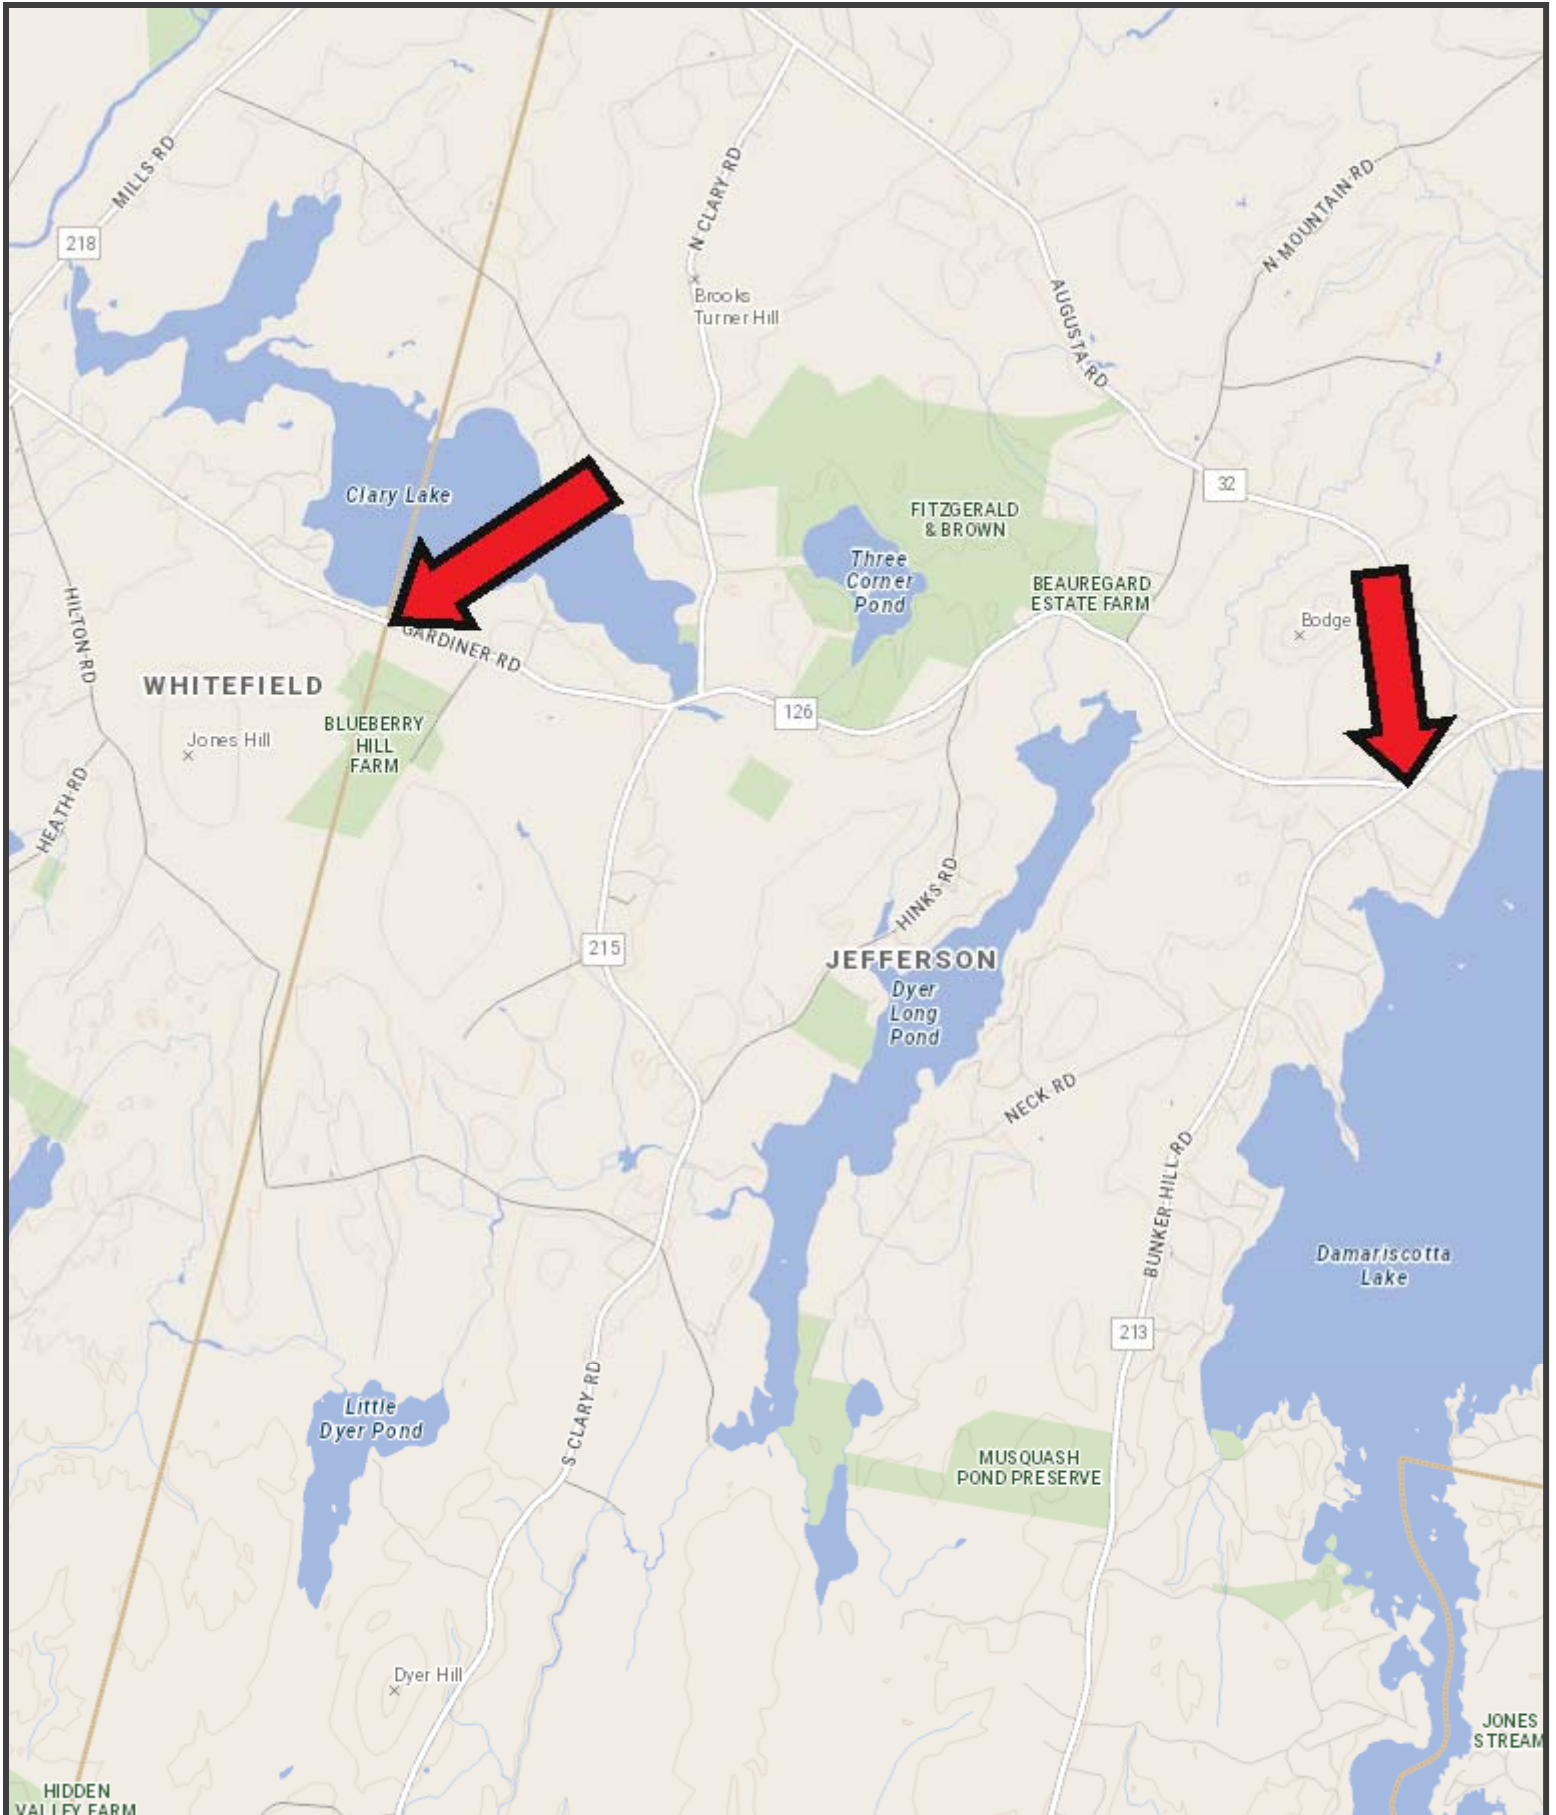 MILLS RD
218
N CLARY RD
N MOUNTAIN RD
Brooks
Turner Hill
AUGUSTA RD
Clary Lake
32
FITZGERALD
& BROWN
Three
Corner
Pond
BEAUREGARD
ESTATE FARM
HILTON RD
Bodge
GARDINER RD
WHITEFIELD
126
BLUEBERRY
HILL
FARM
Jones Hill
HEATH RD
HINKS RD
215
JEFFERSON
Dyer
Long
Pond
NECK RD
BUNKER HILL RD
Damariscotta
Lake
213
Little
Dyer Pond
S CLARY RD
MUSQUASH
POND PRESERVE
Dyer Hill
JONES
STREAM
HIDDEN
VALLEY FARM